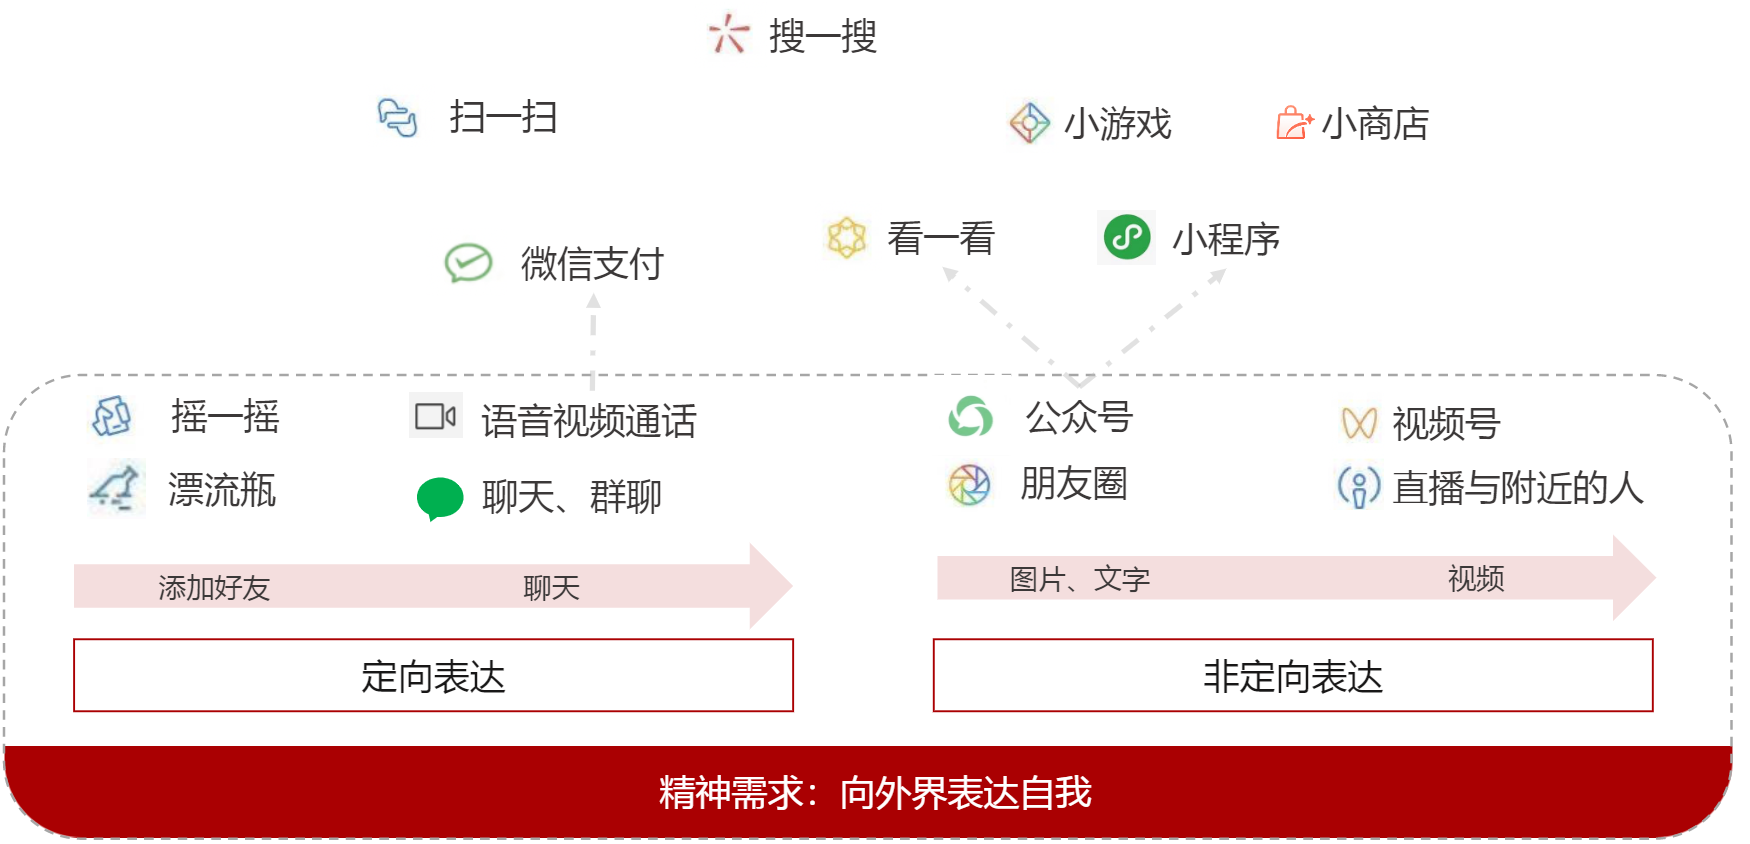 搜一搜
扫一扫
小游戏
小商店
看一看
小程序
微信支付
摇一摇
语音视频通话
公众号
视频号
漂流瓶
聊天、群聊
朋友圈
直播与附近的人
添加好友
聊天
图片、文字
视频
定向表达
非定向表达
精神需求：向外界表达自我